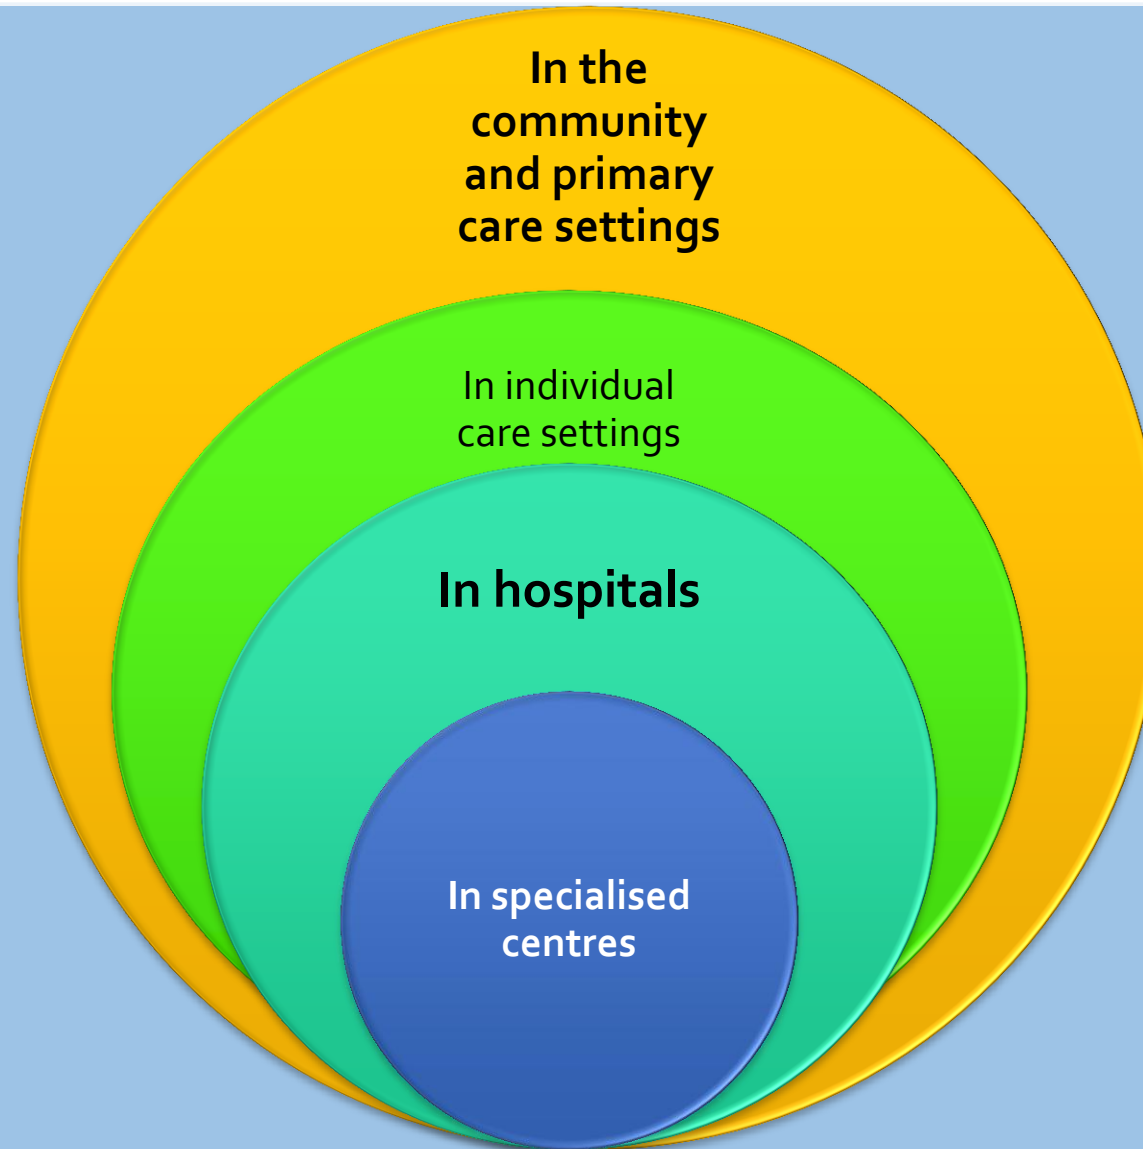 In the
community
and primary
care settings
In individual
care settings
In hospitals
In specialised
centres